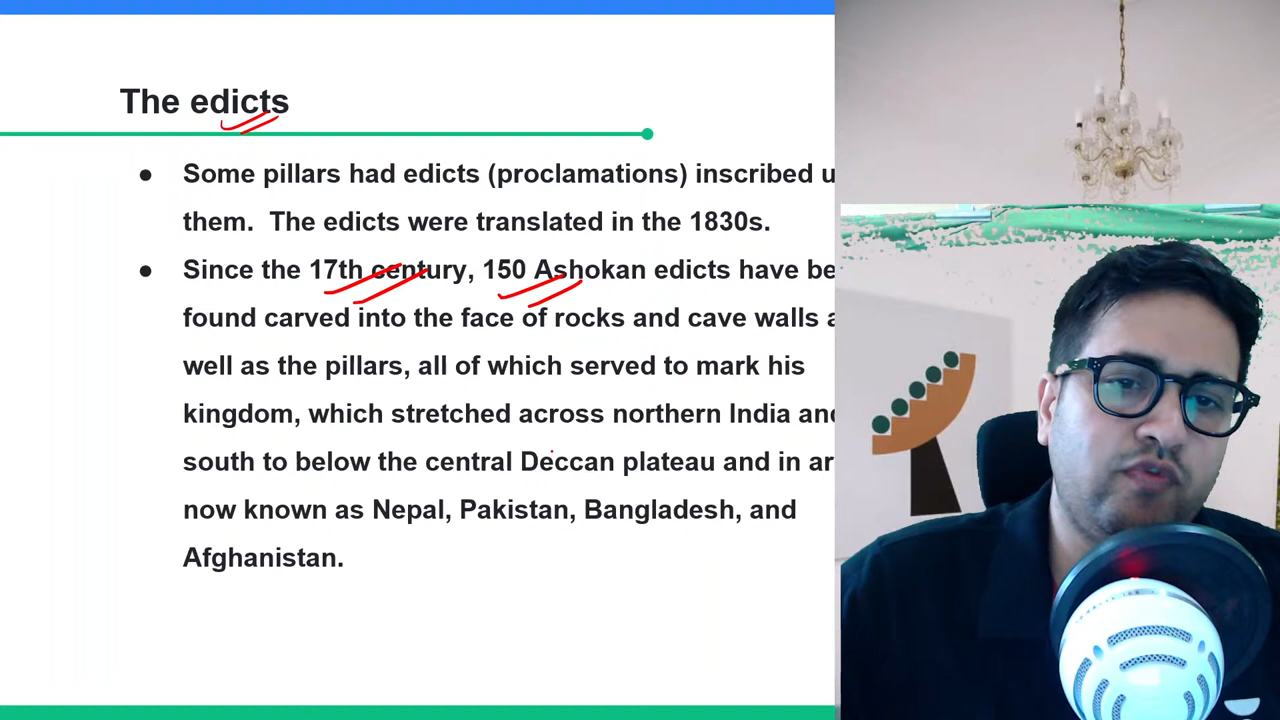 The edicts
● Some pillars had edicts (proclamations) inscribed
them.  The edicts were translated in the 1830s.
● Since the 17th century, 150 Ashokan edicts have
found carved into the face of rocks and cave walls
well as the pillars, all of which served to mark his
kingdom, which stretched across northern India
south to below the central Deccan plateau and in
now known as Nepal, Pakistan, Bangladesh, and
Afghanistan.